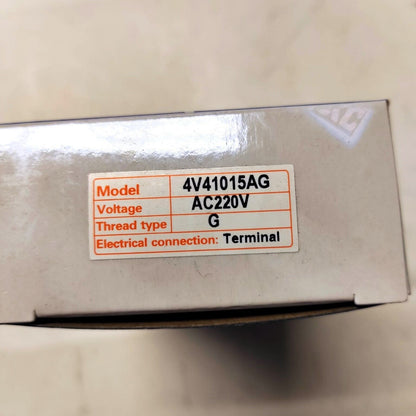 Model 4V41015AG
Voltage AC220V
Thread type G
Electrical connection: Terminal